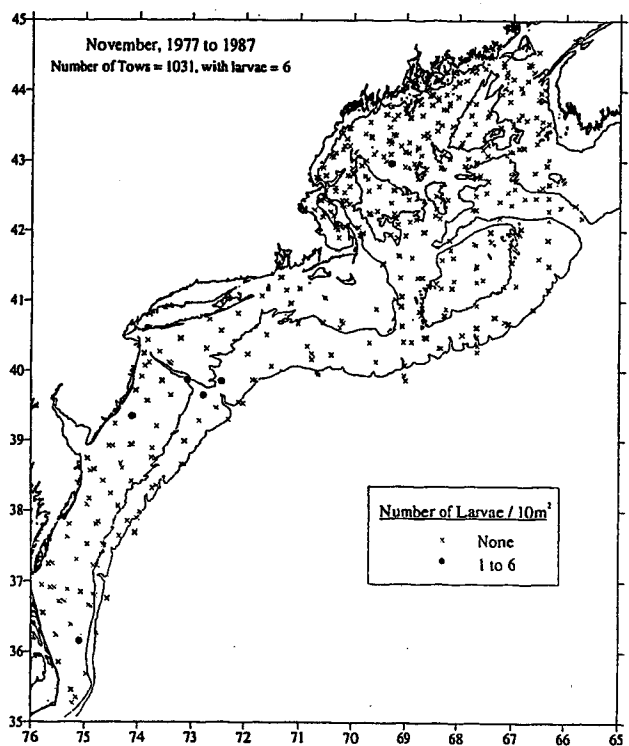 45
November, 1977 to 1987
Number of Tows = 1031, with larvae = 6
44
43
42
41
40
39
38
37
36
35
Number of Larvae / 10m²
x None
• 1 to 6
76 75 74 73 72 71 70 69 68 67 66 65